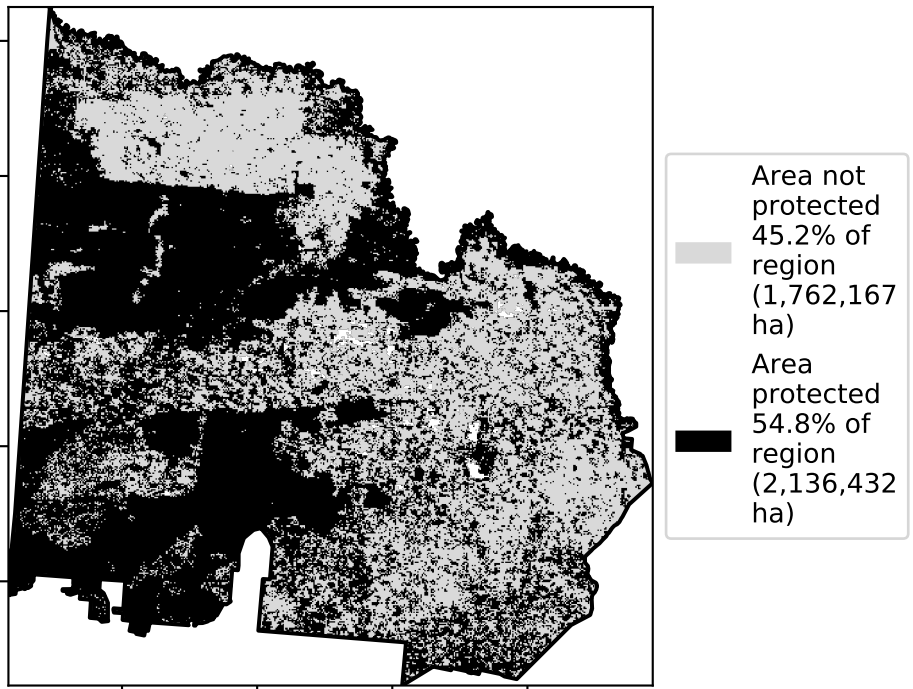 Area not
protected
45.2% of
region
(1,762,167
ha)
Area
protected
54.8% of
region
(2,136,432
ha)